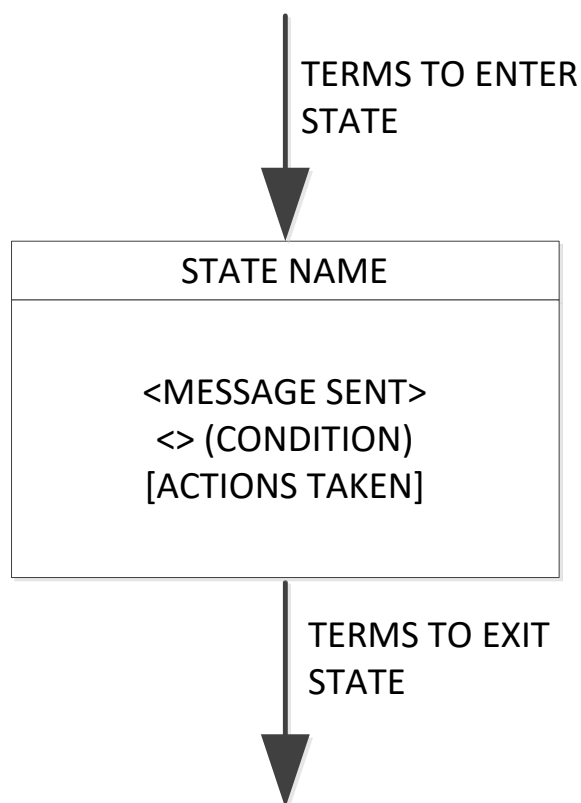 TERMS TO ENTER
STATE
STATE NAME
<MESSAGE SENT>
<> (CONDITION)
[ACTIONS TAKEN]
TERMS TO EXIT
STATE